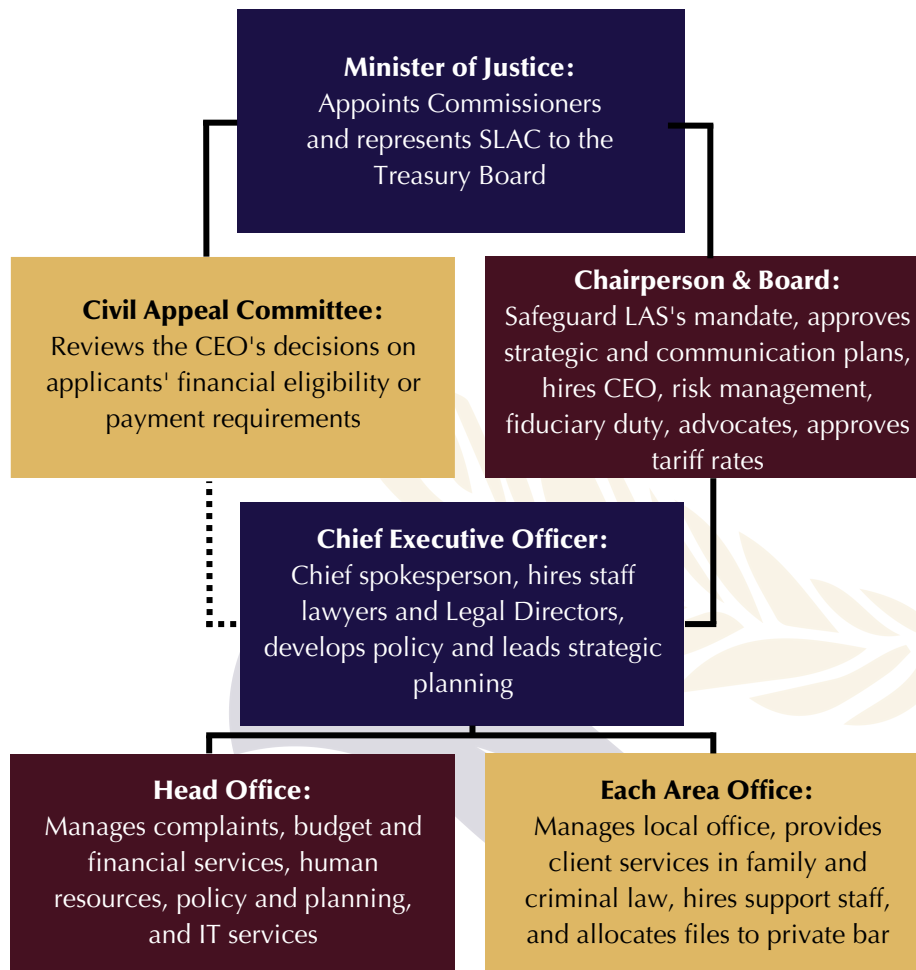 Minister of Justice:
Appoints Commissioners
and represents SLAC to the
Treasury Board
Civil Appeal Committee:
Reviews the CEO's decisions on
applicants' financial eligibility or
payment requirements
Chairperson & Board:
Safeguard LAS's mandate, approves
strategic and communication plans,
hires CEO, risk management,
fiduciary duty, advocates, approves
tariff rates
Chief Executive Officer:
Chief spokesperson, hires staff
lawyers and Legal Directors,
develops policy and leads strategic
planning
Head Office:
Manages complaints, budget and
financial services, human
resources, policy and planning,
and IT services
Each Area Office:
Manages local office, provides
client services in family and
criminal law, hires support staff,
and allocates files to private bar